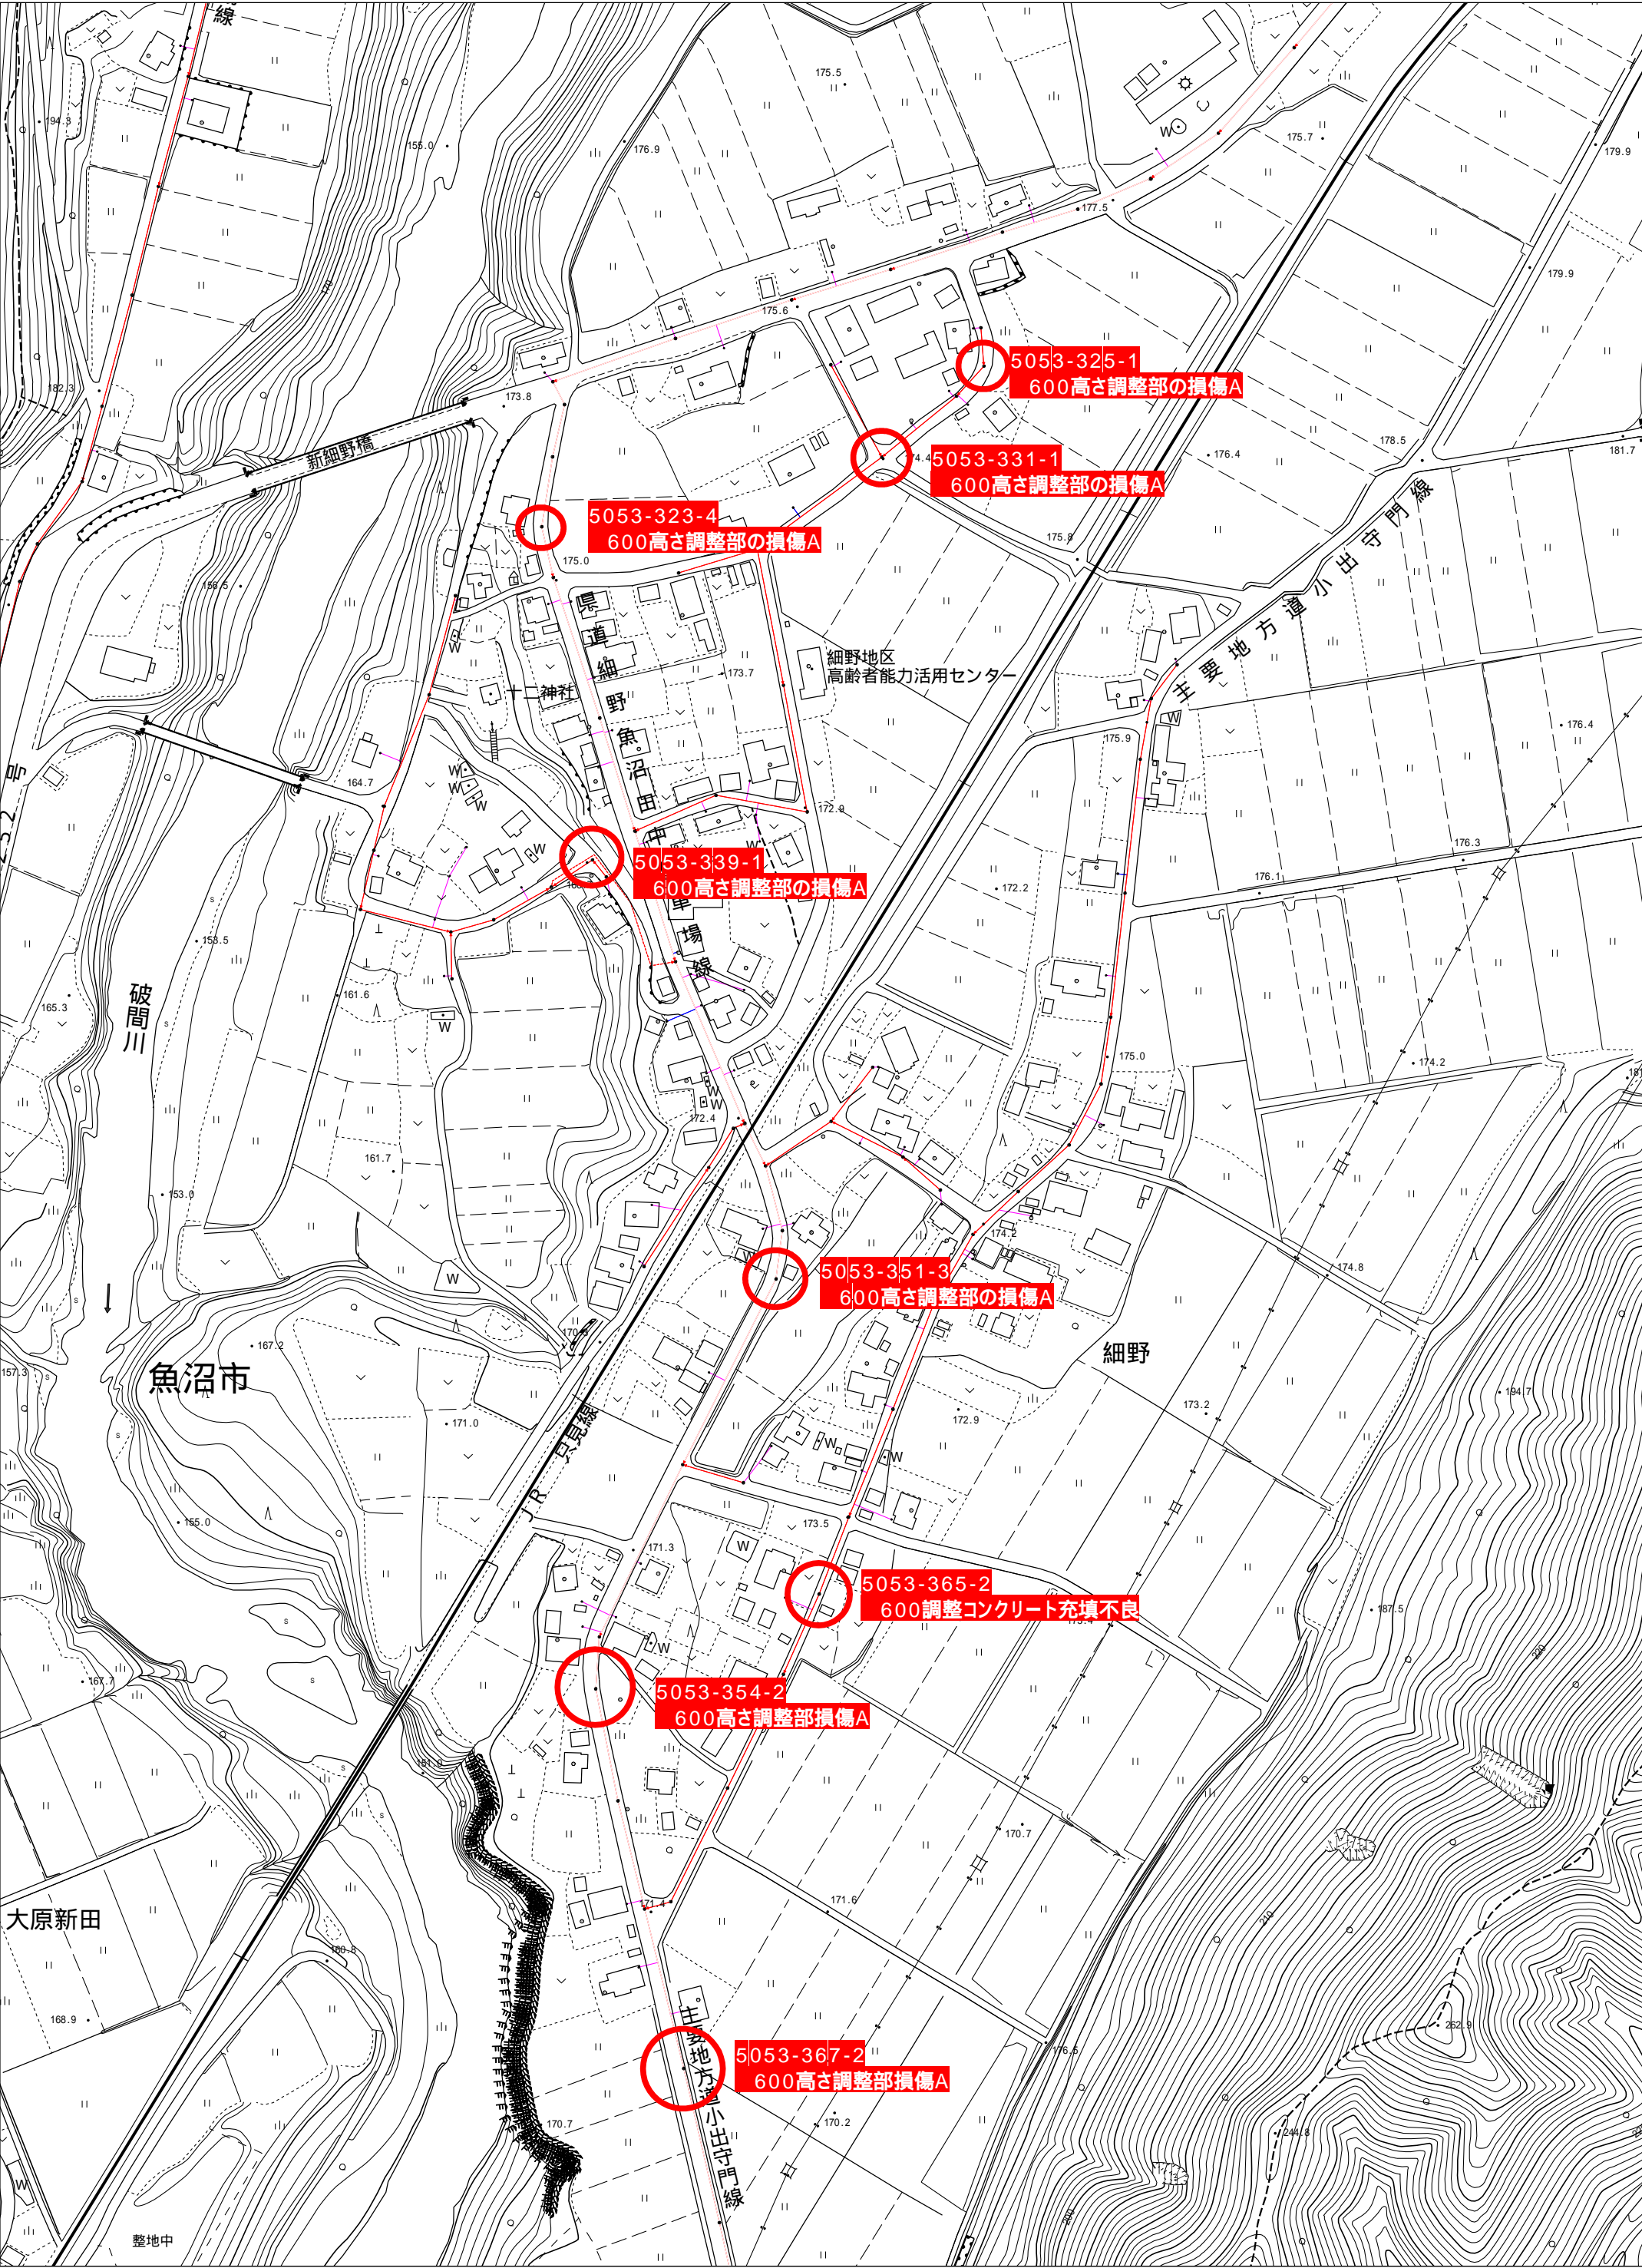 線
175.5
194.3
155.0
176.9
W
175.7
179.9
177.5
170
179.9
175.6
182.3
173.8
5053-325-1
600高さ調整部の損傷A
新細野橋
178.5
181.7
176.4
5053-331-1
600高さ調整部の損傷A
5053-323-4
600高さ調整部の損傷A
175.8
175.0
156.5
主要地方道小出守門線
県道細野魚沼田中停車場線
W
細野地区
高齢者能力活用センター
173.7
十二神社
W
176.4
175.9
号
164.7
W
W
W
172.9
176.3
W
5053-339-1
600高さ調整部の損傷A
172.2
176.1
153.5
161.6
165.3
破間川
W
175.0
174.2
W
W
172.4
161.7
153.0
174.2
W
W
174.8
5053-351-3
600高さ調整部の損傷A
167.2
157.3
魚沼市
細野
194.7
173.2
171.0
172.9
JR只見線
W
W
155.0
173.5
W
171.3
5053-365-2
600調整コンクリート充填不良
187.5
W
220
167.7
5053-354-2
600高さ調整部損傷A
151.0
170.7
171.4
171.6
大原新田
210
160.8
168.9
262.9
主要地方道小出守門線
5053-367-2
600高さ調整部損傷A
176.5
170.7
170.2
244.8
W
200
整地中